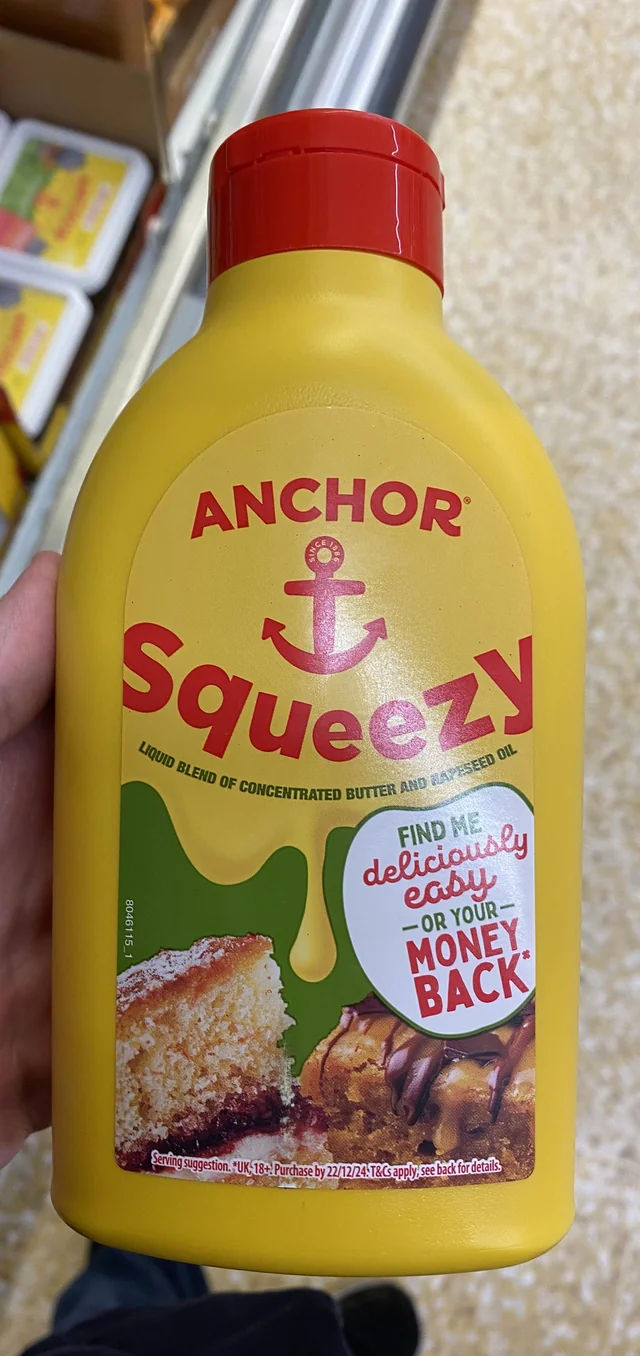 ANCHOR®
SINCE 1886
Squeezy
LIQUID BLEND OF CONCENTRATED BUTTER AND RAPESEED OIL
FIND ME
deliciously
easy
—OR YOUR—
MONEY
BACK*
8046115_1
Serving suggestion. *UK, 18+. Purchase by 22/12/24. T&Cs apply, see back for details.